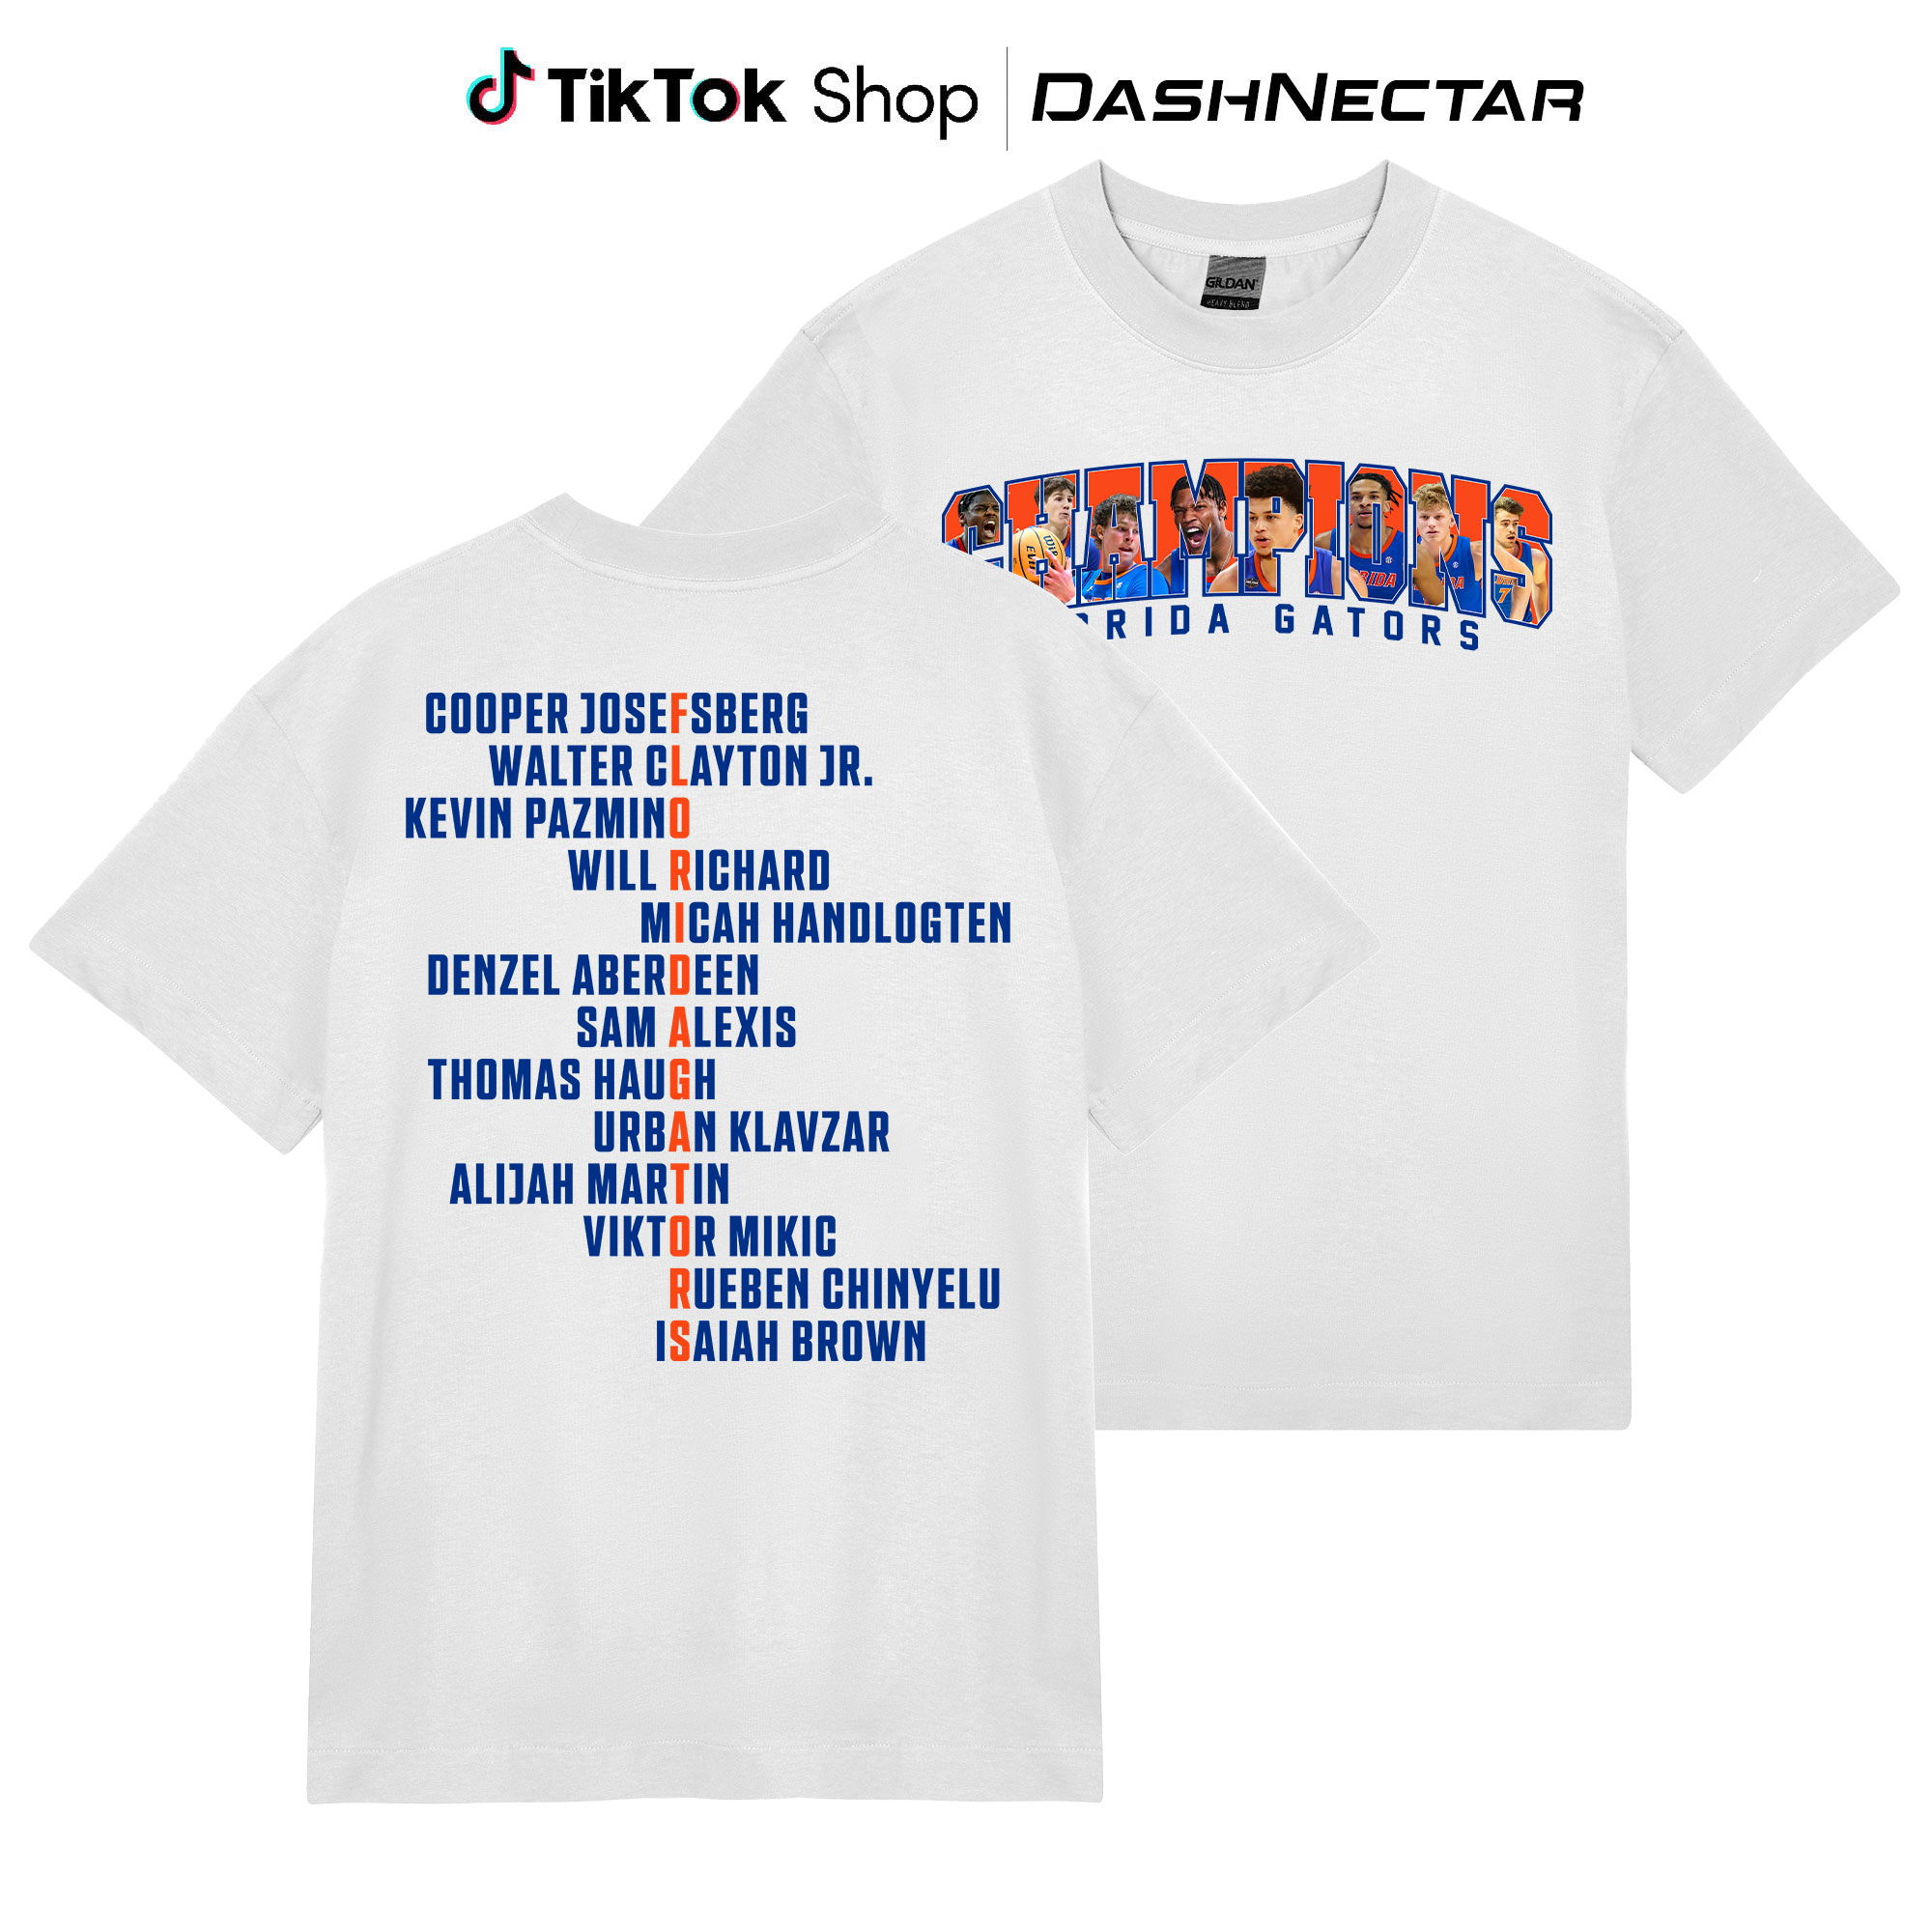 TikTok Shop | DASHNECTAR
GILDAN
HEAVY BLEND
CHAMPIONS
RIDA GATORS
COOPER JOSEFSBERG
WALTER CLAYTON JR.
KEVIN PAZMINO
WILL RICHARD
MICAH HANDLOGTEN
DENZEL ABERDEEN
SAM ALEXIS
THOMAS HAUGH
URBAN KLAVZAR
ALIJAH MARTIN
VIKTOR MIKIC
RUEBEN CHINYELU
ISAIAH BROWN